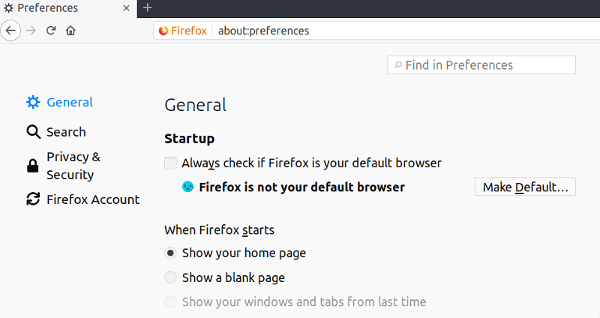 Preferences
Firefox about:preferences
Find in Preferences
General
Search
Privacy &
Security
Firefox Account
General
Startup
Always check if Firefox is your default browser
Firefox is not your default browser
Make Default...
When Firefox starts
Show your home page
Show a blank page
Show your windows and tabs from last time